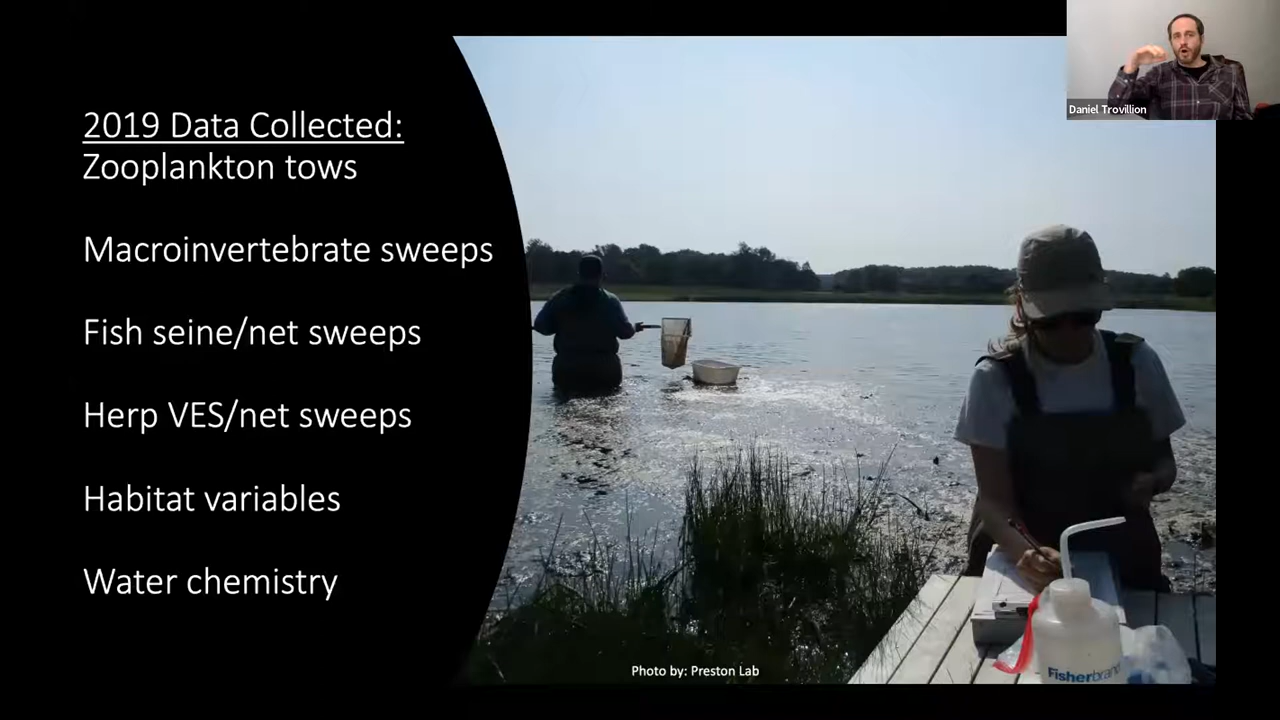 Daniel Trovillion
2019 Data Collected:
Zooplankton tows
Macroinvertebrate sweeps
Fish seine/net sweeps
Herp VES/net sweeps
Habitat variables
Water chemistry
Photo by: Preston Lab
Fisherbrand